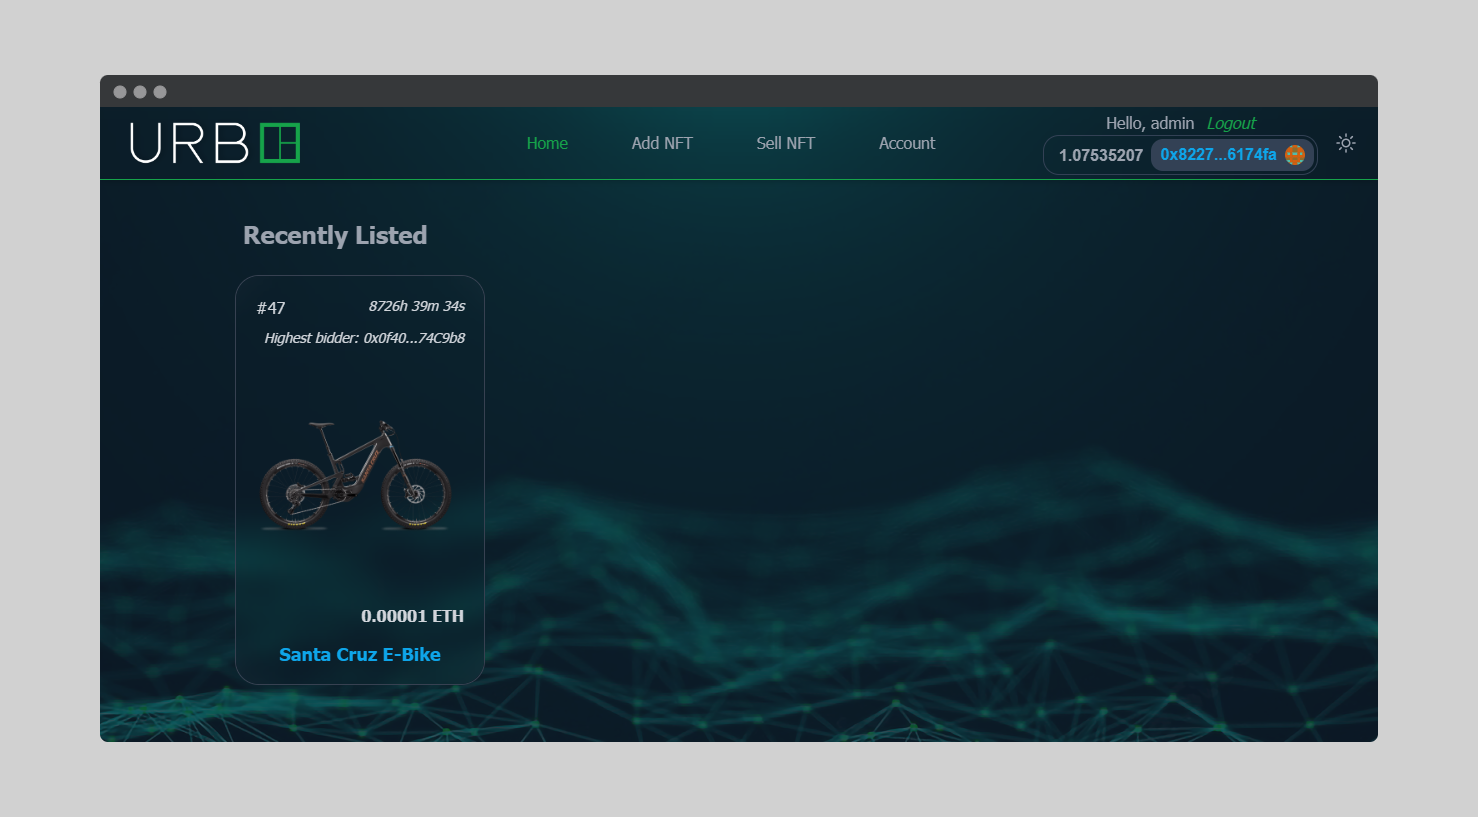 URB
Home Add NFT Sell NFT Account
Hello, admin Logout
1.07535207 0x8227...6174fa
Recently Listed
#47 8726h 39m 34s
Highest bidder: 0x0f40...74C9b8
0.00001 ETH
Santa Cruz E-Bike